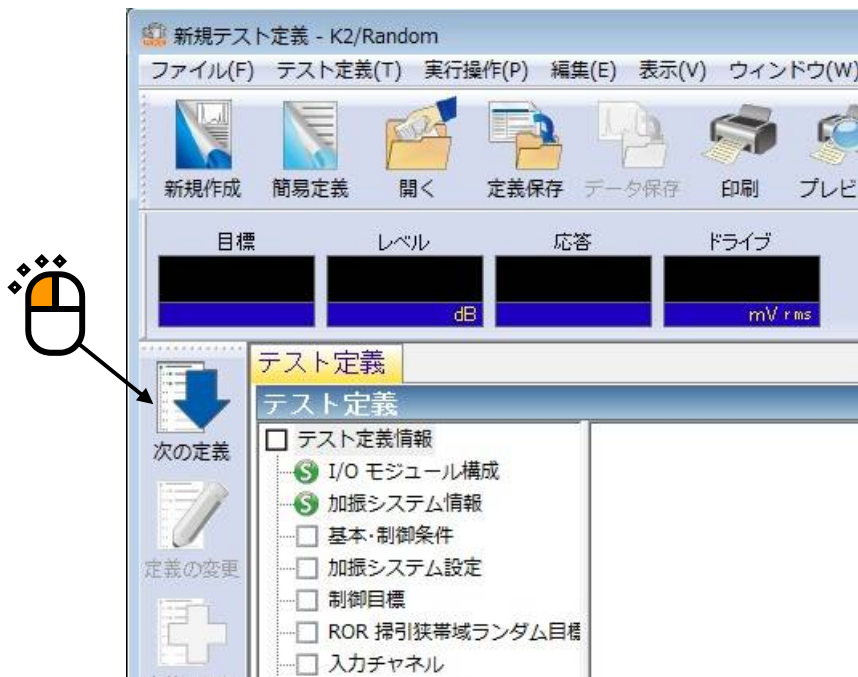 新規テスト定義 - K2/Random
ファイル(F) テスト定義(T) 実行操作(P) 編集(E) 表示(V) ウィンドウ(W)
新規作成 簡易定義 開く 定義保存 データ保存 印刷 プレビ
目標 レベル 応答 ドライブ
dB mV rms
テスト定義
テスト定義
次の定義
定義の変更
テスト定義情報
S I/O モジュール構成
S 加振システム情報
基本・制御条件
加振システム設定
制御目標
ROR 掃引狭帯域ランダム目標
入力チャネル